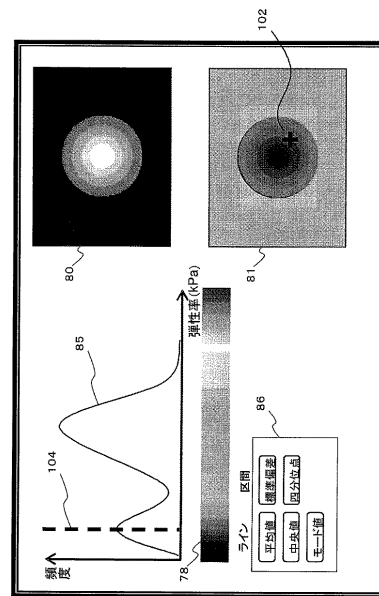 頻度
104
85
弾性率(kPa)
78
80
81
102
ライン 区間
平均値 標準偏差
中央値 四分位点
モード値
86